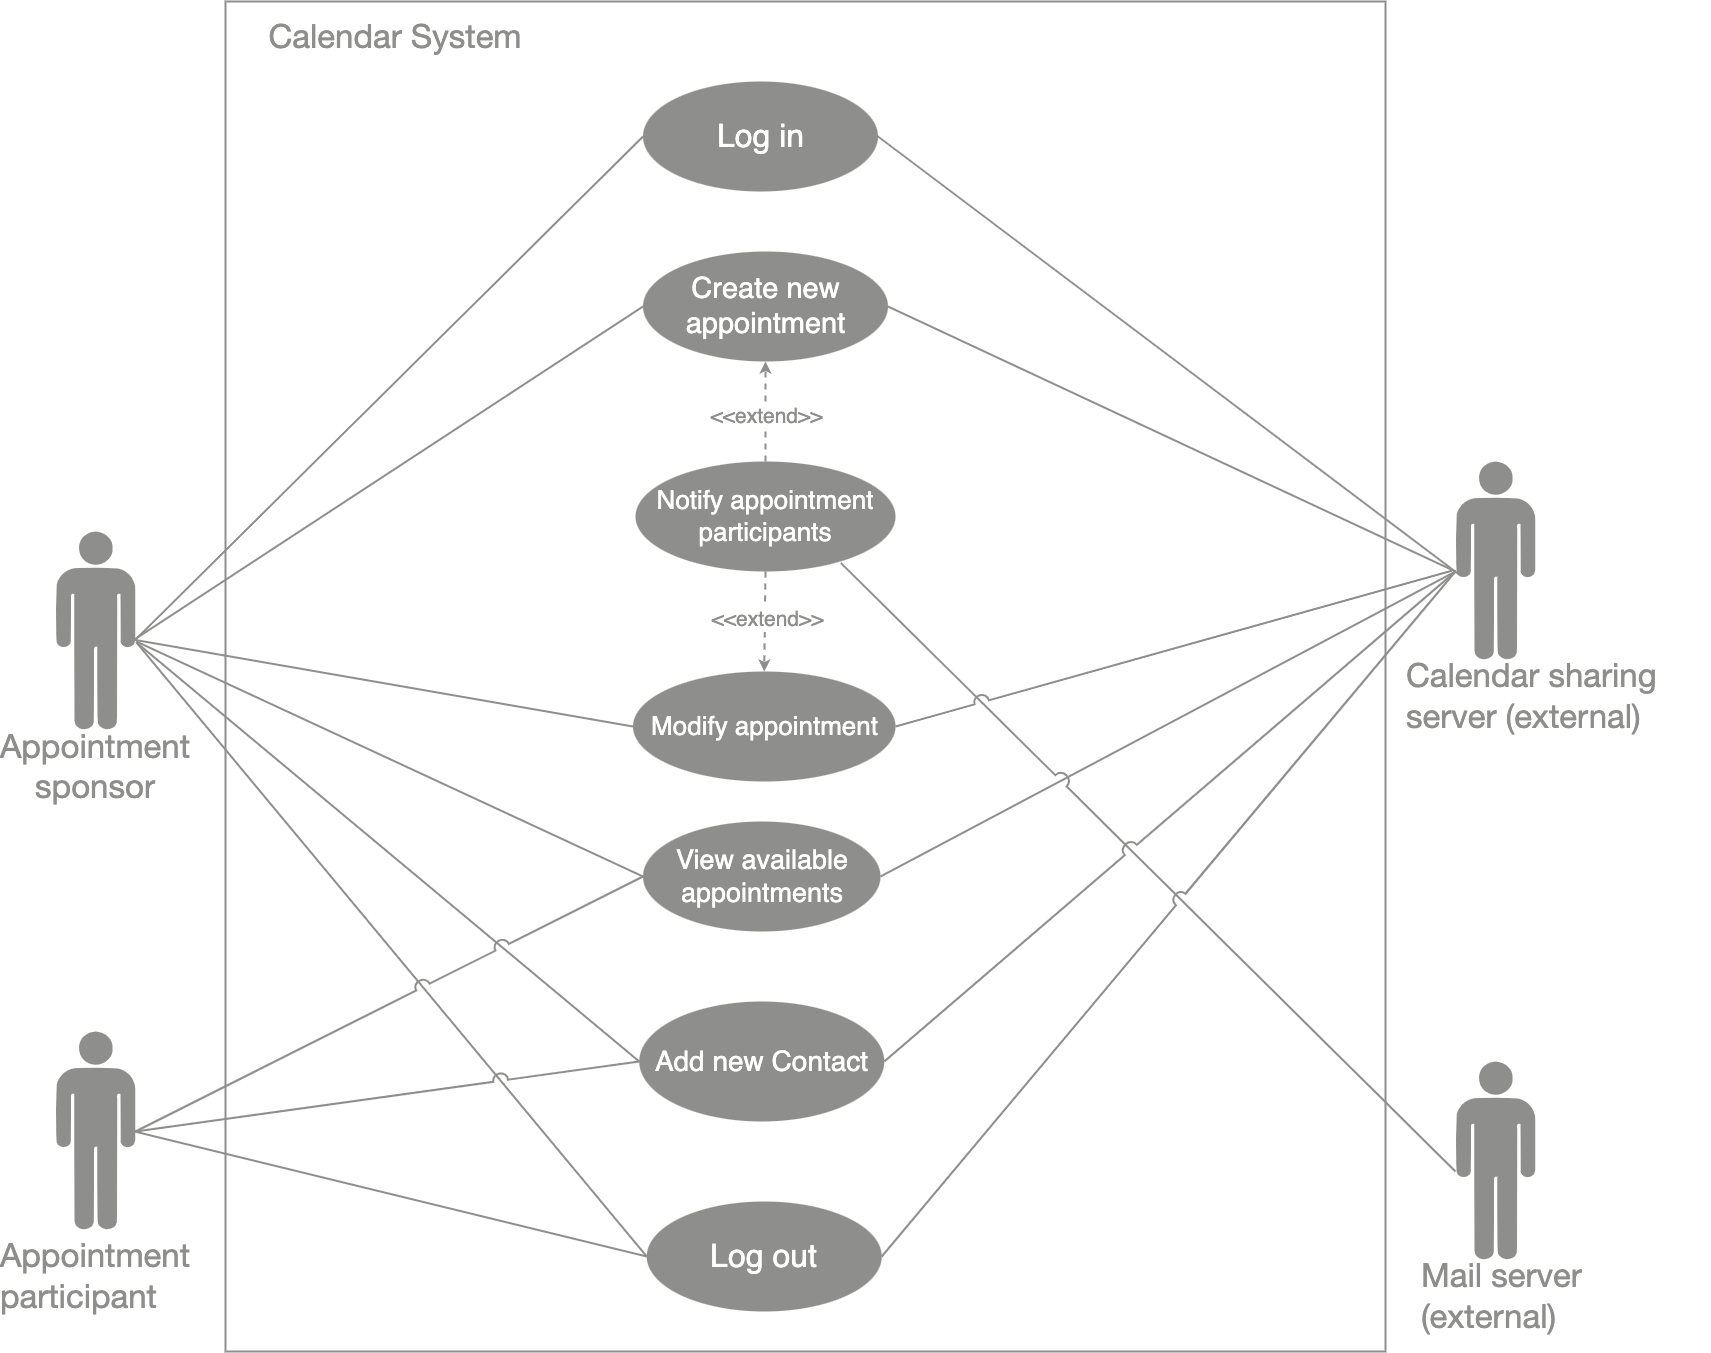 Calendar System
Log in
Create new
appointment
<<extend>>
Notify appointment
participants
<<extend>>
Modify appointment
View available
appointments
Add new Contact
Log out
Appointment
sponsor
Appointment
participant
Calendar sharing
server (external)
Mail server
(external)